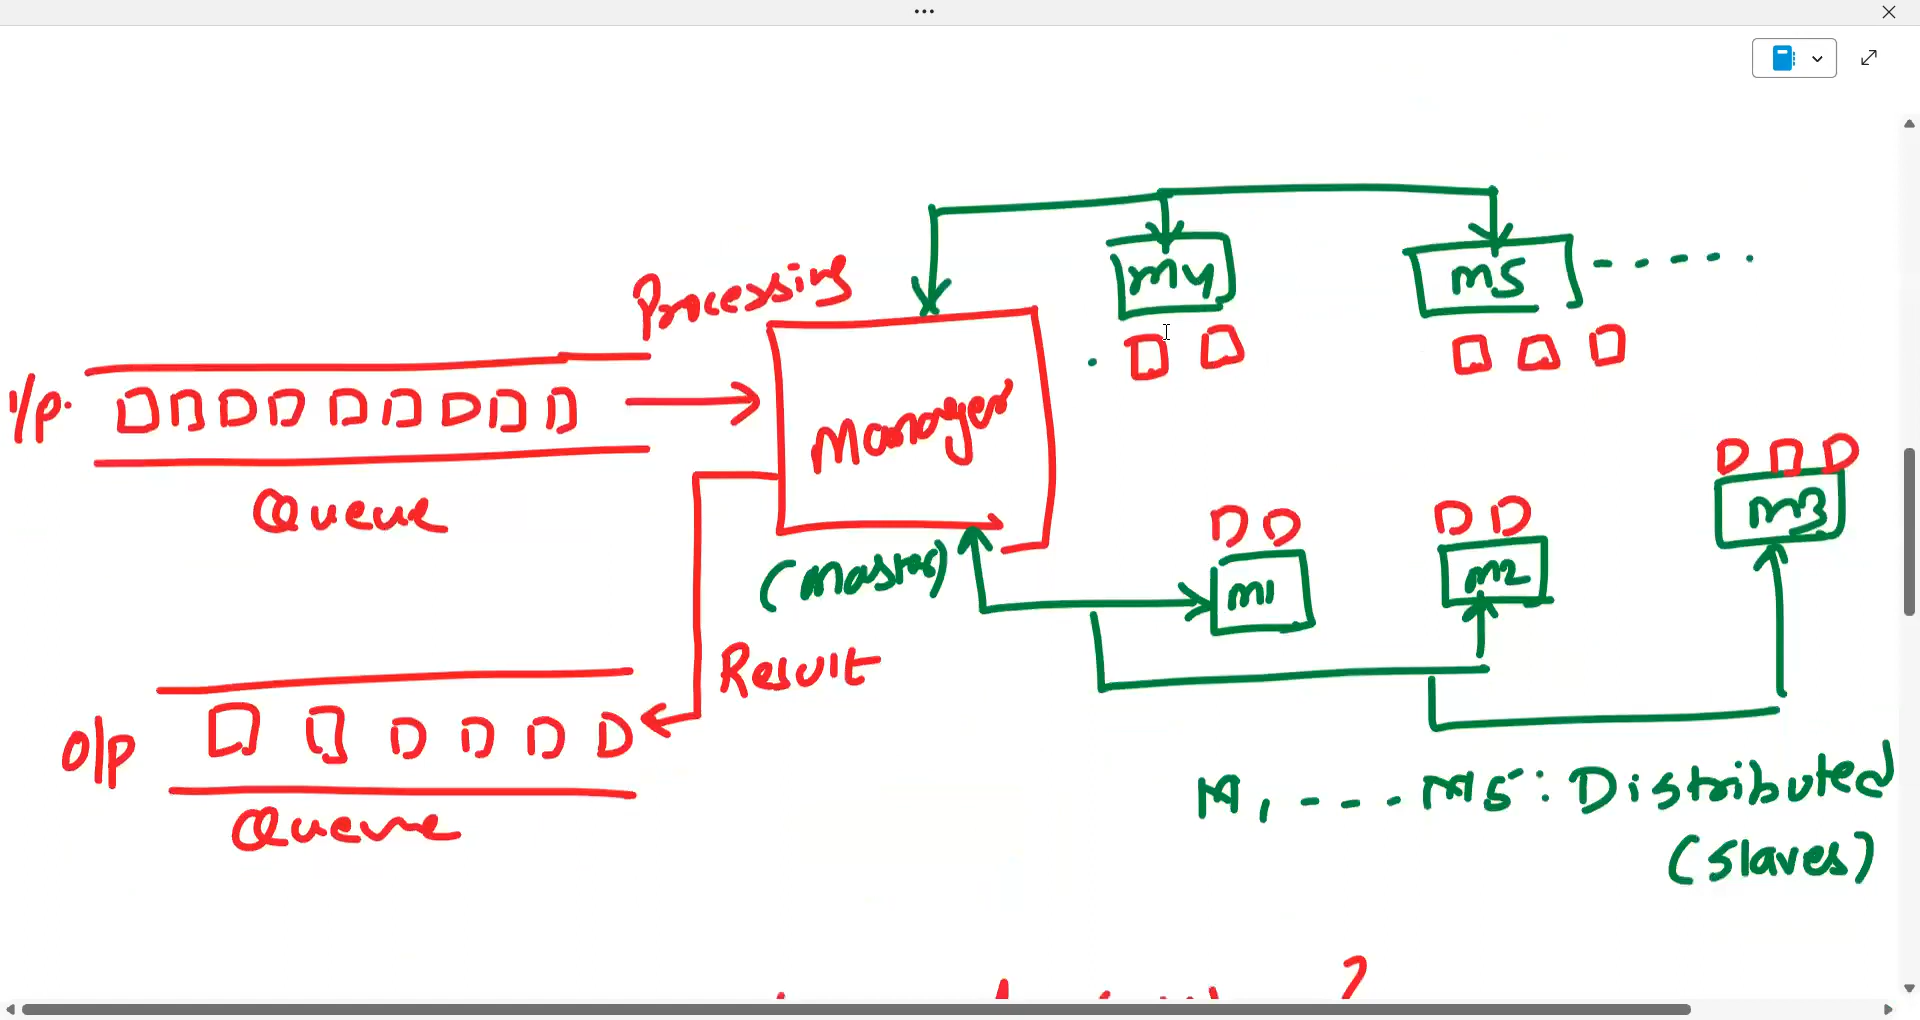 ...
m4
m5 - - - - -
Processing
i/p.
Manager
Queue
m3
m1
m2
(master)
Result
o/p
M1 - - - - M5 : Distributed
Queue
(slaves)
?